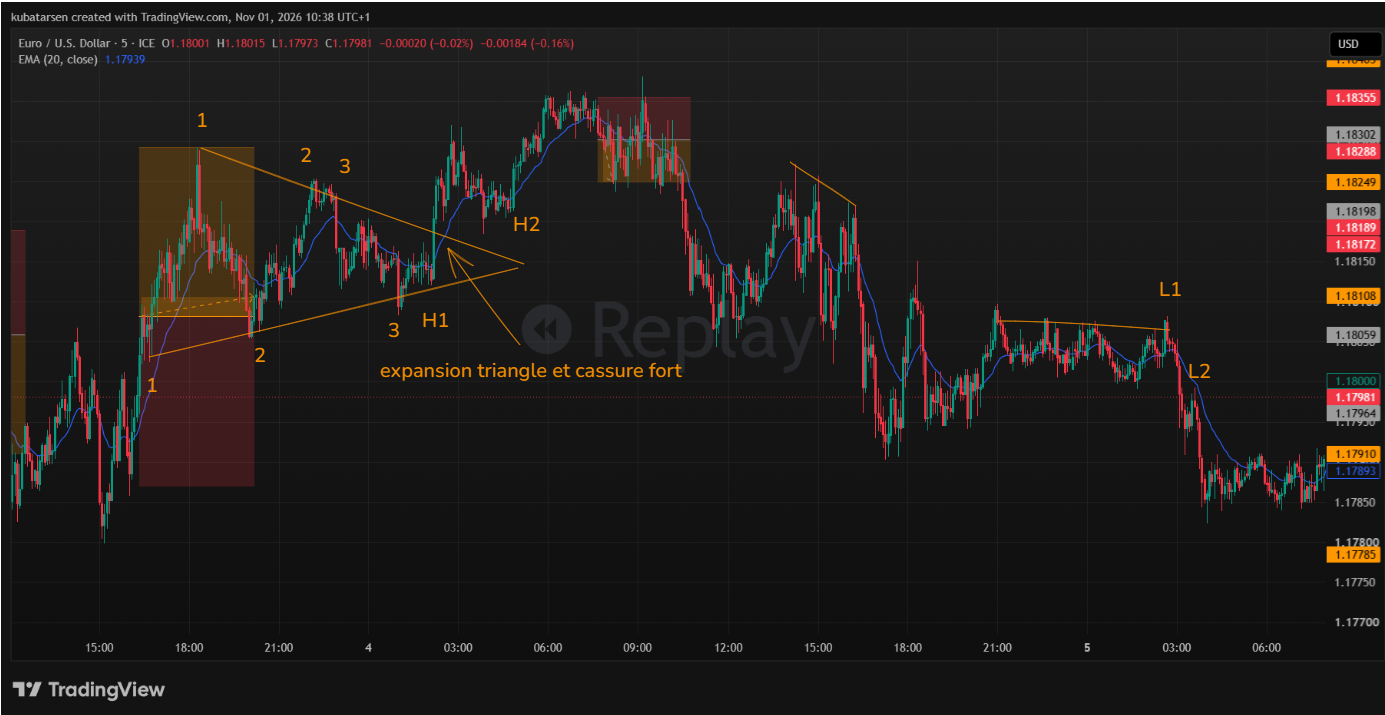 kubatarsen created with TradingView.com, Nov 01, 2026 10:38 UTC+1
Euro / U.S. Dollar · 5 · ICE O1.18001 H1.18015 L1.17973 C1.17981 −0.00020 (−0.02%) −0.00184 (−0.16%)
EMA (20, close) 1.17939
USD
1.18355
1.18302
1.18288
1.18249
1.18198
1.18189
1.18172
1.18150
1.18108
1.18059
1.18000
1.17981
1.17964
1.17950
1.17910
1.17893
1.17850
1.17800
1.17785
1.17750
1.17700
1
2
3
H2
L1
H1
3
2
L2
1
expansion triangle et cassure fort
Replay
15:00 18:00 21:00 4 03:00 06:00 09:00 12:00 15:00 18:00 21:00 5 03:00 06:00
TradingView